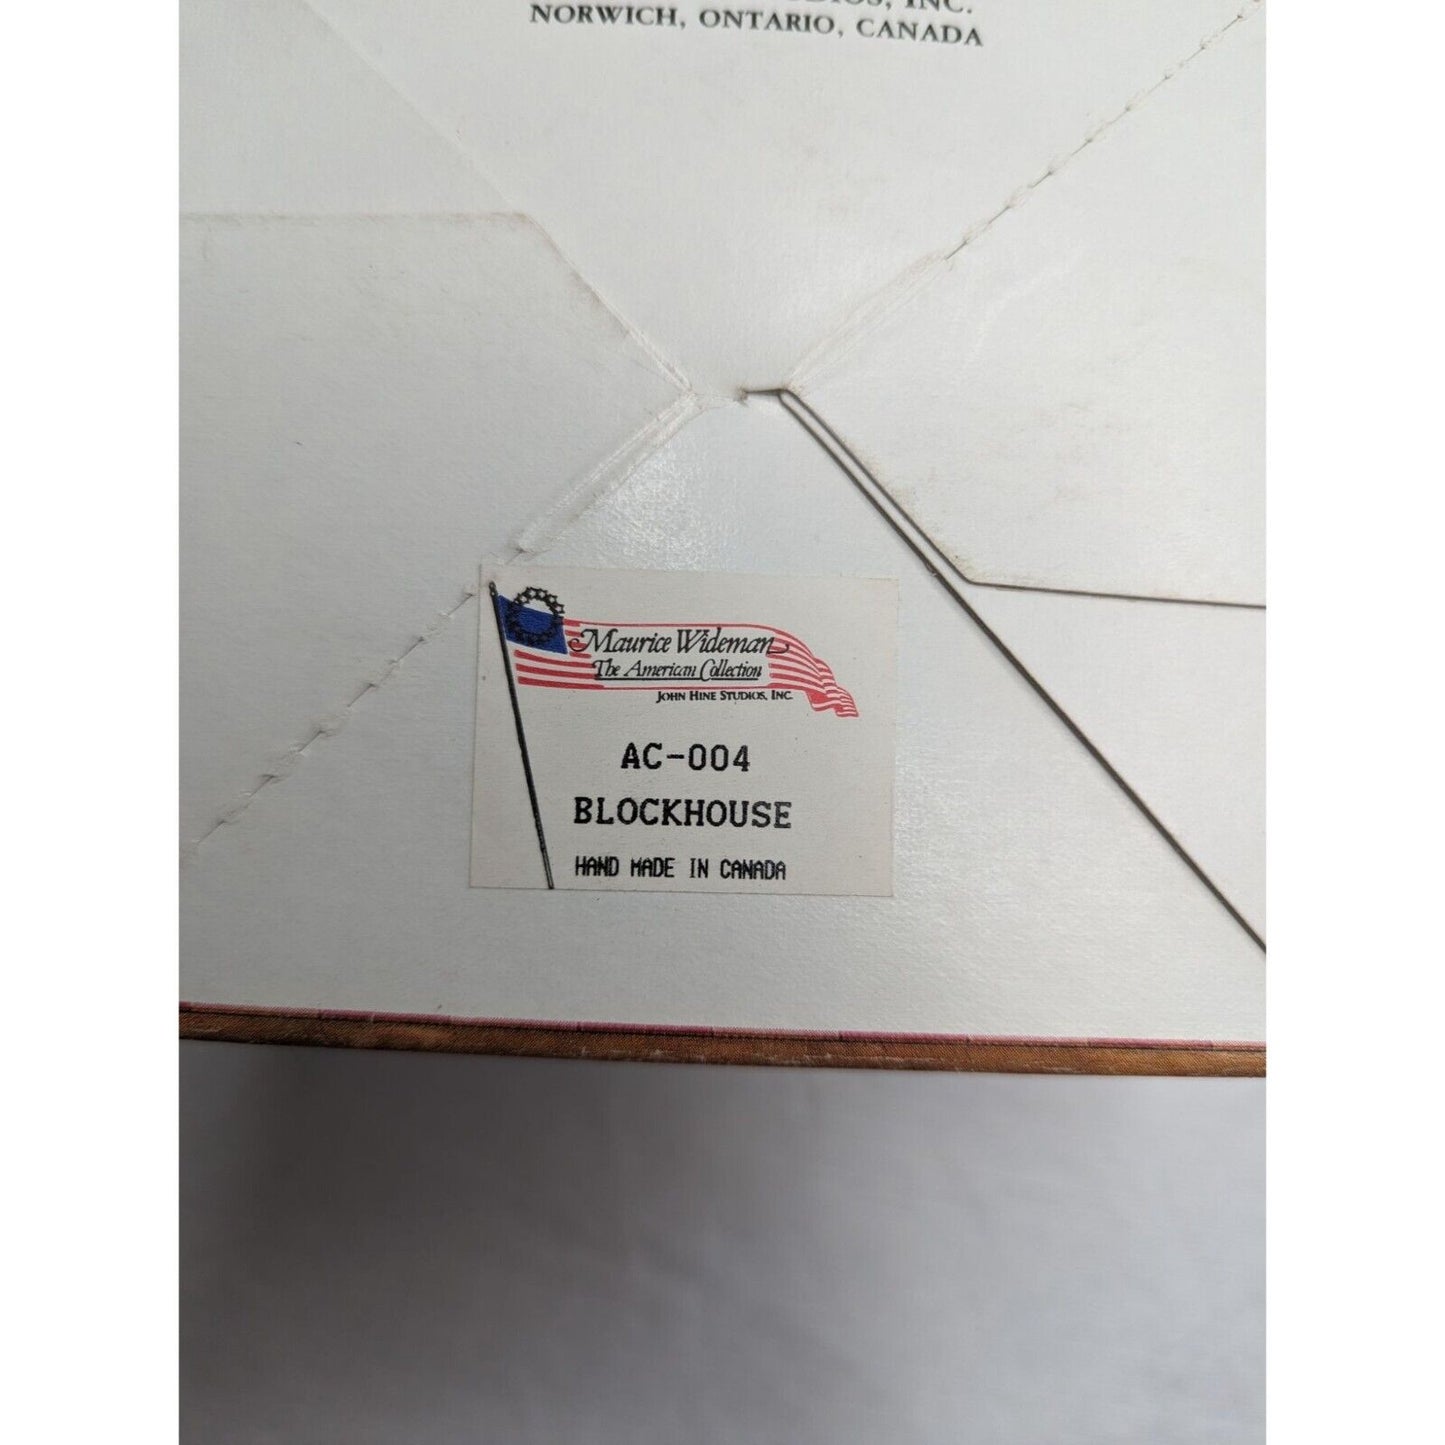 INC.
NORWICH, ONTARIO, CANADA
Maurice Wideman
The American Collection
JOHN HINE STUDIOS, INC.
AC-004
BLOCKHOUSE
HAND MADE IN CANADA